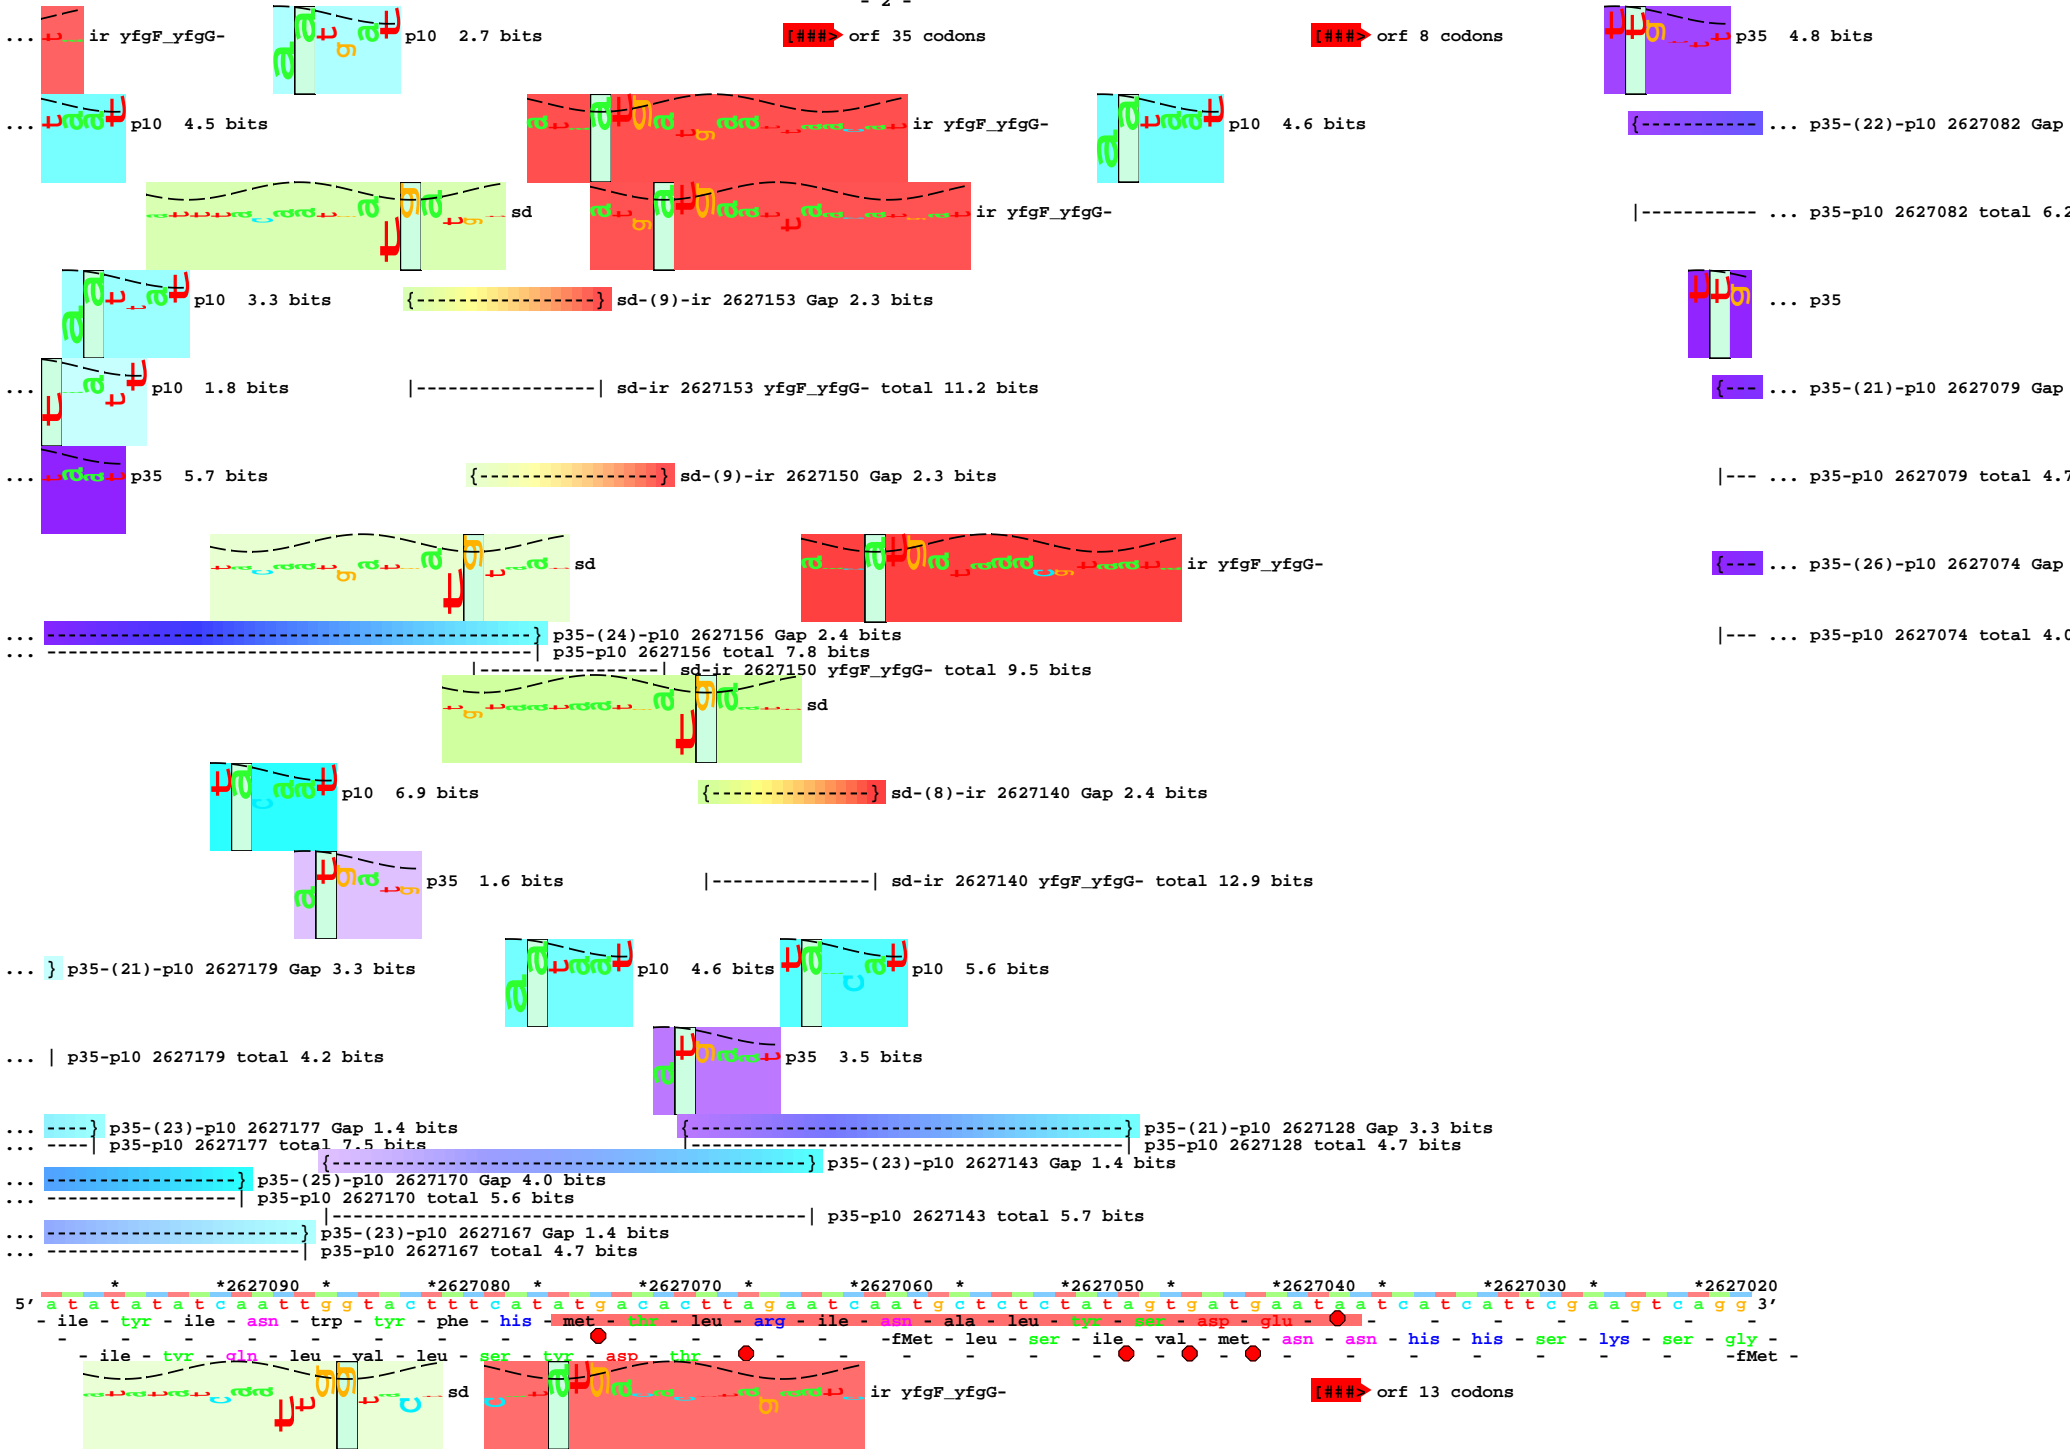 - 2 -
... ir yfgF_yfgG- p10 2.7 bits [###> orf 35 codons [###> orf 8 codons p35 4.8 bits
... p10 4.5 bits ir yfgF_yfgG- p10 4.6 bits {----------- ... p35-(22)-p10 2627082 Gap
sd ir yfgF_yfgG- |----------- ... p35-p10 2627082 total 6.2
p10 3.3 bits {-----------------} sd-(9)-ir 2627153 Gap 2.3 bits ... p35
... p10 1.8 bits |-----------------| sd-ir 2627153 yfgF_yfgG- total 11.2 bits {--- ... p35-(21)-p10 2627079 Gap
... p35 5.7 bits {-----------------} sd-(9)-ir 2627150 Gap 2.3 bits |--- ... p35-p10 2627079 total 4.7
sd ir yfgF_yfgG- {--- ... p35-(26)-p10 2627074 Gap
... ----------------------------------------------} p35-(24)-p10 2627156 Gap 2.4 bits |--- ... p35-p10 2627074 total 4.0
... ----------------------------------------------| p35-p10 2627156 total 7.8 bits
|-----------------| sd-ir 2627150 yfgF_yfgG- total 9.5 bits
sd
p10 6.9 bits {---------------} sd-(8)-ir 2627140 Gap 2.4 bits
p35 1.6 bits |---------------| sd-ir 2627140 yfgF_yfgG- total 12.9 bits
... } p35-(21)-p10 2627179 Gap 3.3 bits p10 4.6 bits p10 5.6 bits
... | p35-p10 2627179 total 4.2 bits p35 3.5 bits
... ----} p35-(23)-p10 2627177 Gap 1.4 bits {-----------------------------------------} p35-(21)-p10 2627128 Gap 3.3 bits
... ----| p35-p10 2627177 total 7.5 bits |-----------------------------------------| p35-p10 2627128 total 4.7 bits
{---------------------------------------------} p35-(23)-p10 2627143 Gap 1.4 bits
... ------------------} p35-(25)-p10 2627170 Gap 4.0 bits
... ------------------| p35-p10 2627170 total 5.6 bits
|---------------------------------------------| p35-p10 2627143 total 5.7 bits
... ------------------------} p35-(23)-p10 2627167 Gap 1.4 bits
... ------------------------| p35-p10 2627167 total 4.7 bits
* *2627090 * *2627080 * *2627070 * *2627060 * *2627050 * *2627040 * *2627030 * *2627020
5' a t a t a t a t c a a t t g g t a c t t t c a t a t g a c a c t t a g a a t c a a t g c t c t c t a t a g t g a t g a a t a a t c a t c a t t c g a a g t c a g g 3'
- ile - tyr - ile - asn - trp - tyr - phe - his - met - thr - leu - arg - ile - asn - ala - leu - tyr - ser - asp - glu - - - - - - - -
- - - - - - - - - - - - -fMet - leu - ser - ile - val - met - asn - asn - his - his - ser - lys - ser - gly -
- ile - tyr - gln - leu - val - leu - ser - tyr - asp - thr - - - - - - - - - - - - - - - - -fMet -
sd ir yfgF_yfgG- [###> orf 13 codons